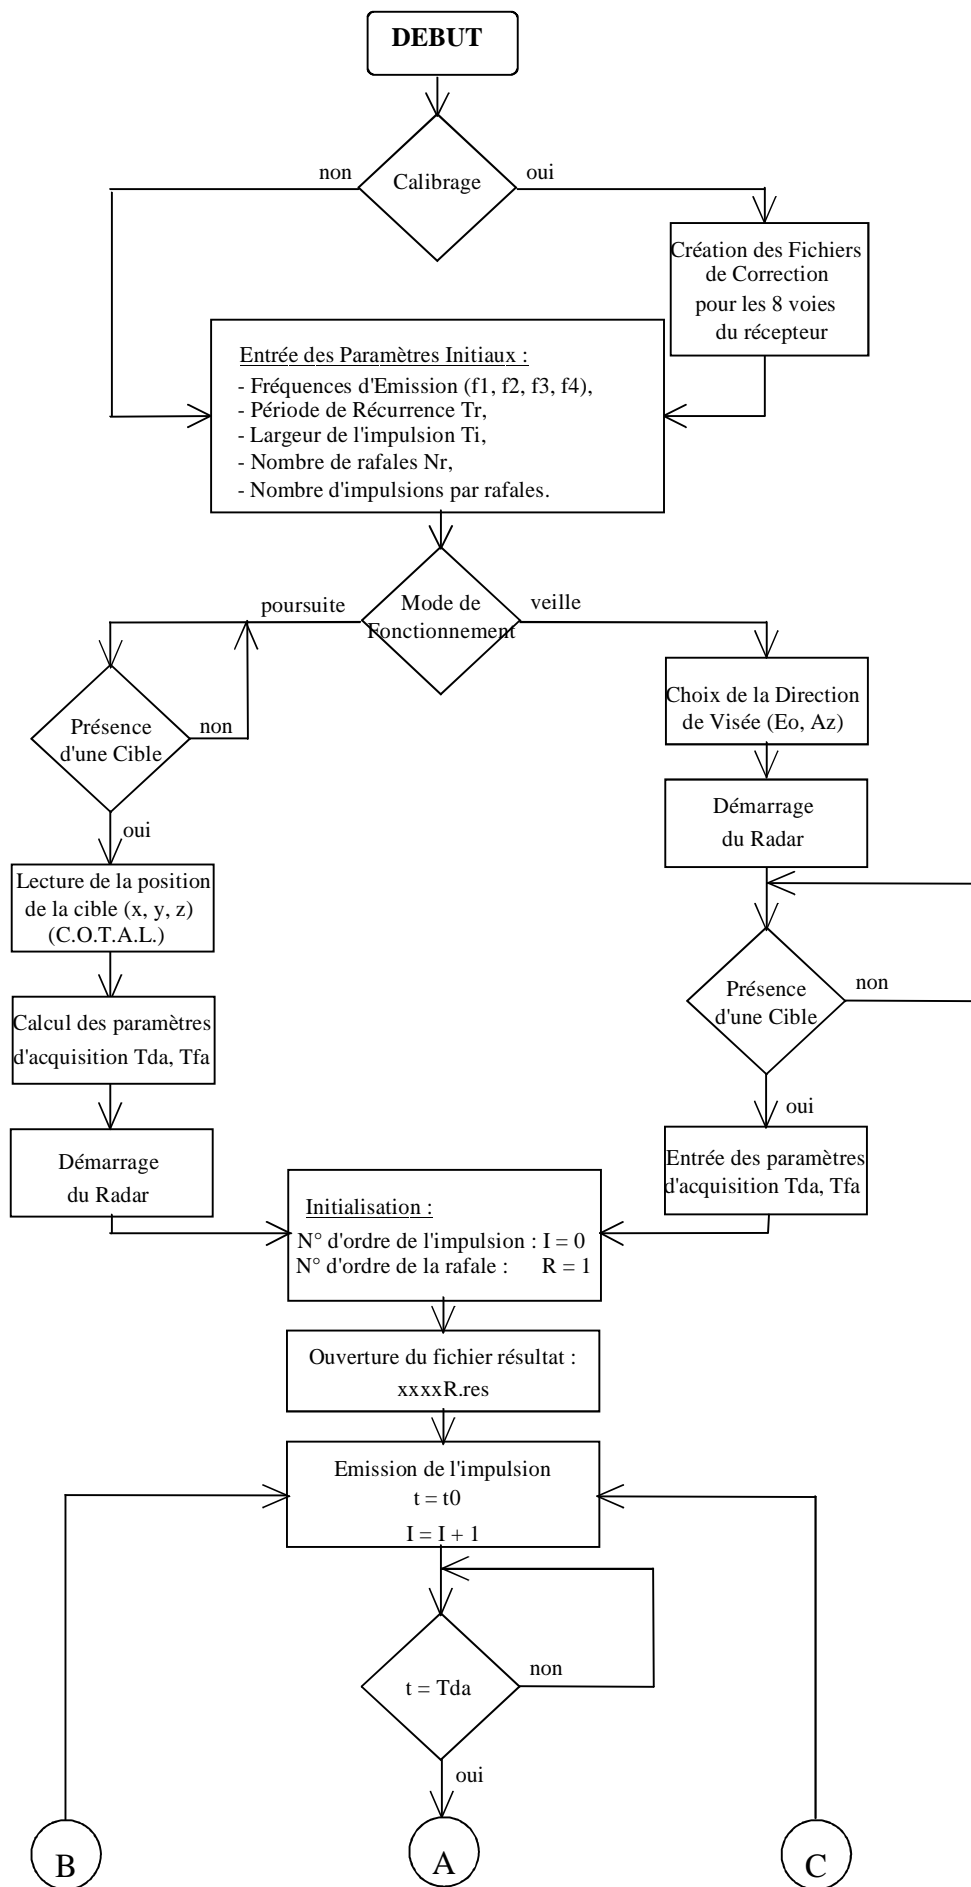 DEBUT
non
Calibrage
oui
Création des Fichiers
de Correction
pour les 8 voies
du récepteur
Entrée des Paramètres Initiaux :
- Fréquences d'Emission (f1, f2, f3, f4),
- Période de Récurrence Tr,
- Largeur de l'impulsion Ti,
- Nombre de rafales Nr,
- Nombre d'impulsions par rafales.
poursuite
Mode de
Fonctionnement
veille
Présence
d'une Cible
non
oui
Choix de la Direction
de Visée (Eo, Az)
Démarrage
du Radar
Lecture de la position
de la cible (x, y, z)
(C.O.T.A.L.)
Présence
d'une Cible
non
oui
Calcul des paramètres
d'acquisition Tda, Tfa
Démarrage
du Radar
Entrée des paramètres
d'acquisition Tda, Tfa
Initialisation :
N° d'ordre de l'impulsion : I = 0
N° d'ordre de la rafale : R = 1
Ouverture du fichier résultat :
xxxxR.res
Emission de l'impulsion
t = t0
I = I + 1
t = Tda
non
oui
B
A
C